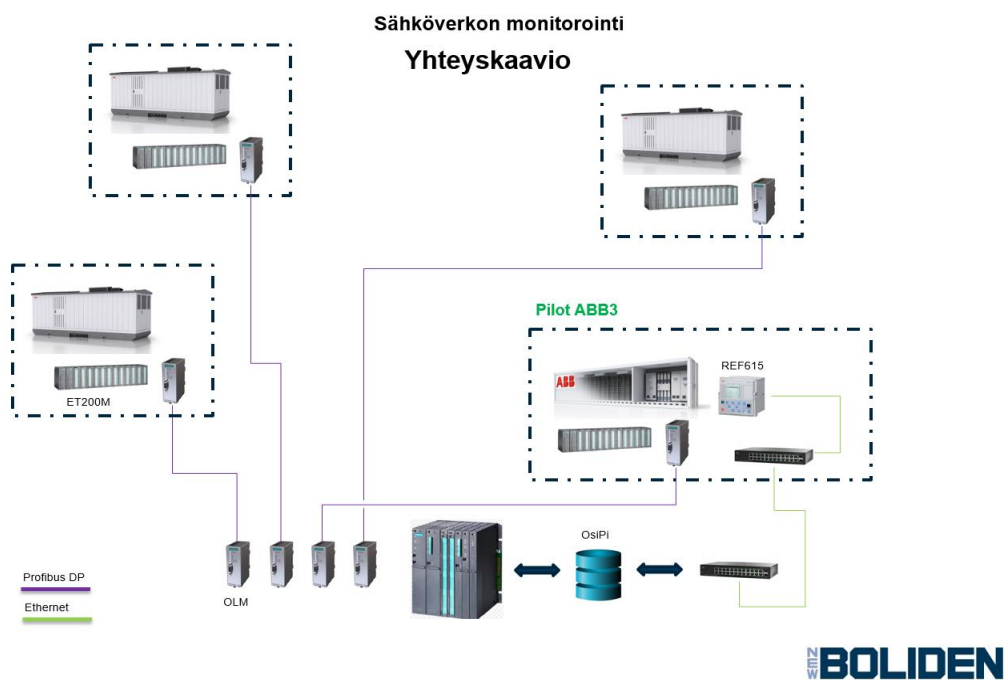 Sähköverkon monitorointi
Yhteyskaavio
Pilot ABB3
REF615
ABB
ET200M
OsiPi
OLM
Profibus DP
Ethernet
NEW BOLIDEN